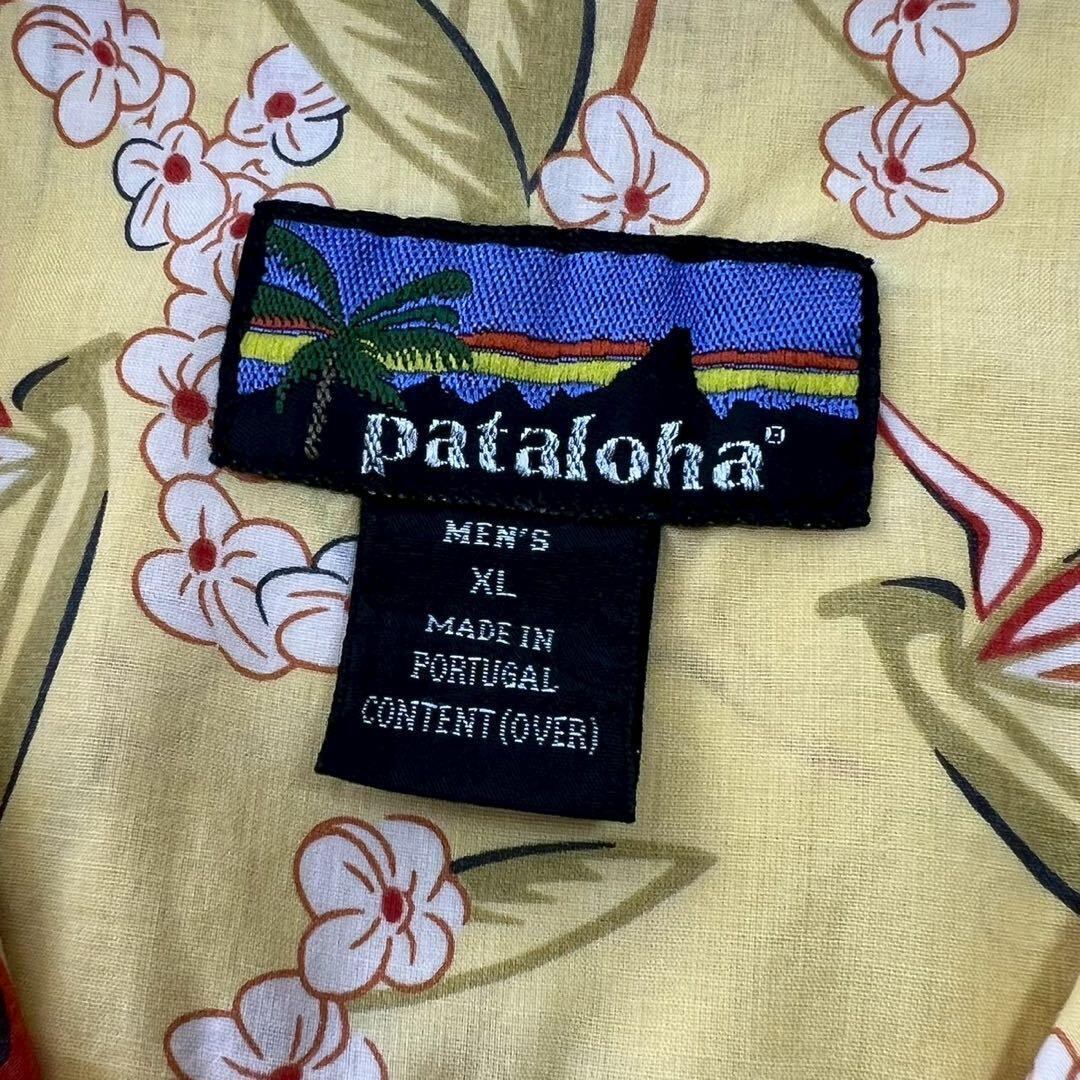 pataloha®
MEN'S
XL
MADE IN
PORTUGAL
CONTENT (OVER)